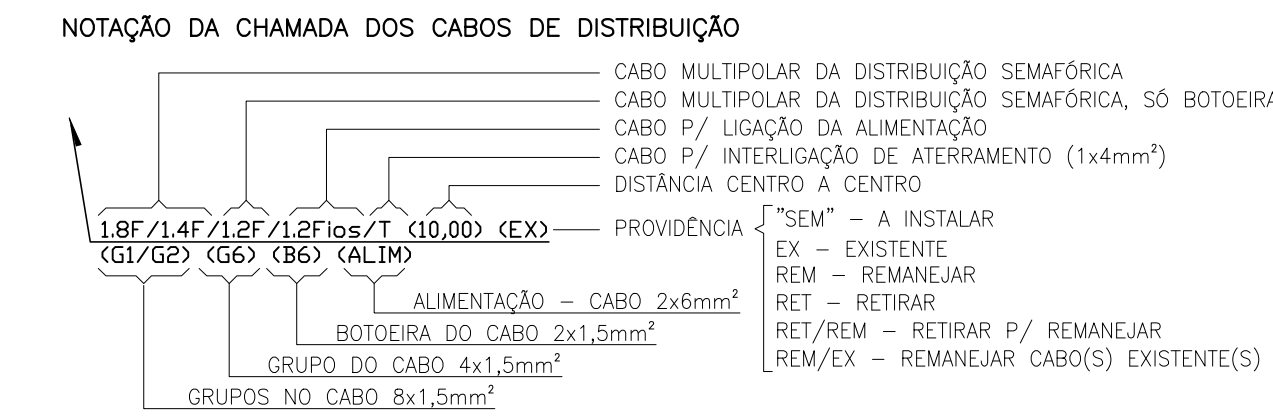 NOTAÇÃO DA CHAMADA DOS CABOS DE DISTRIBUIÇÃO
CABO MULTIPOLAR DA DISTRIBUIÇÃO SEMAFÓRICA
CABO MULTIPOLAR DA DISTRIBUIÇÃO SEMAFÓRICA, SÓ BOTOEIRA
CABO P/ LIGAÇÃO DA ALIMENTAÇÃO
CABO P/ INTERLIGAÇÃO DE ATERRAMENTO (1x4mm²)
DISTÂNCIA CENTRO A CENTRO
1.8F/1.4F/1.2F/1.2Fios/T (10,00) (EX)
(G1/G2) (G6) (B6) (ALIM)
PROVIDÊNCIA
"SEM" – A INSTALAR
EX – EXISTENTE
REM – REMANEJAR
RET – RETIRAR
RET/REM – RETIRAR P/ REMANEJAR
REM/EX – REMANEJAR CABO(S) EXISTENTE(S)
ALIMENTAÇÃO – CABO 2x6mm²
BOTOEIRA DO CABO 2x1,5mm²
GRUPO DO CABO 4x1,5mm²
GRUPOS NO CABO 8x1,5mm²